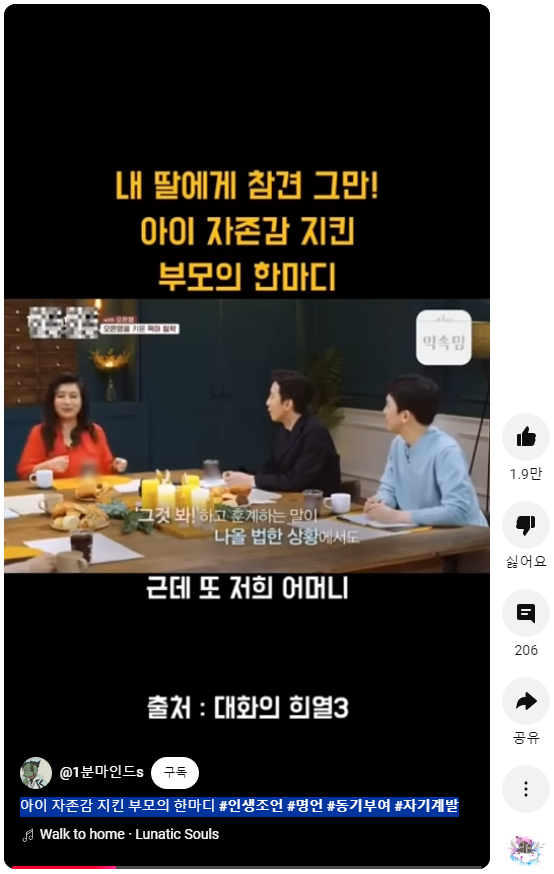 내 딸에게 참견 그만!
아이 자존감 지킨
부모의 한마디
with 오은영
오은영을 키운 육아 철학
약속밈
'그것 봐!'하고 훈계하는 말이
나올 법한 상황에서도
근데 또 저희 어머니
출처 : 대화의 희열3
@1분마인드s
구독
아이 자존감 지킨 부모의 한마디 #인생조언 #명언 #동기부여 #자기계발
Walk to home · Lunatic Souls
1.9만
싫어요
206
공유